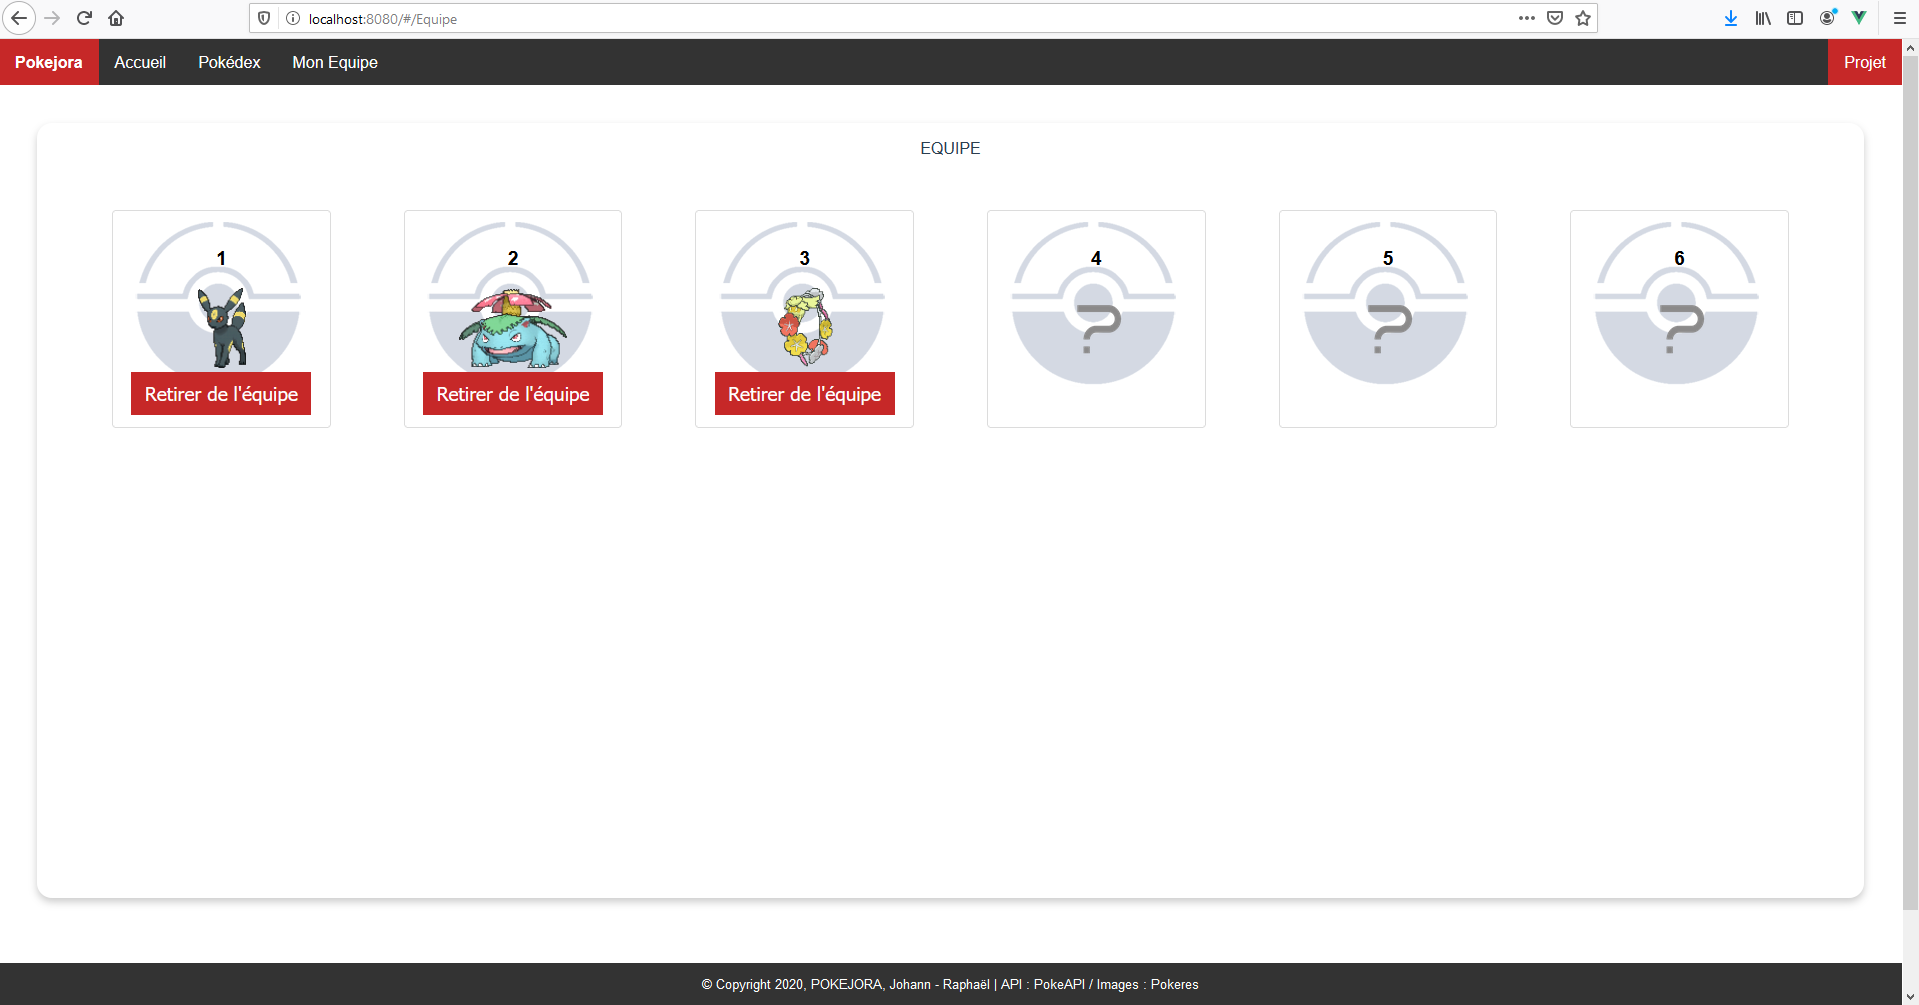 localhost:8080/#/Equipe
Pokejora Accueil Pokédex Mon Equipe Projet
EQUIPE
1 2 3 4 5 6
? ? ?
Retirer de l'équipe Retirer de l'équipe Retirer de l'équipe
© Copyright 2020, POKEJORA, Johann - Raphaël | API : PokeAPI / Images : Pokeres